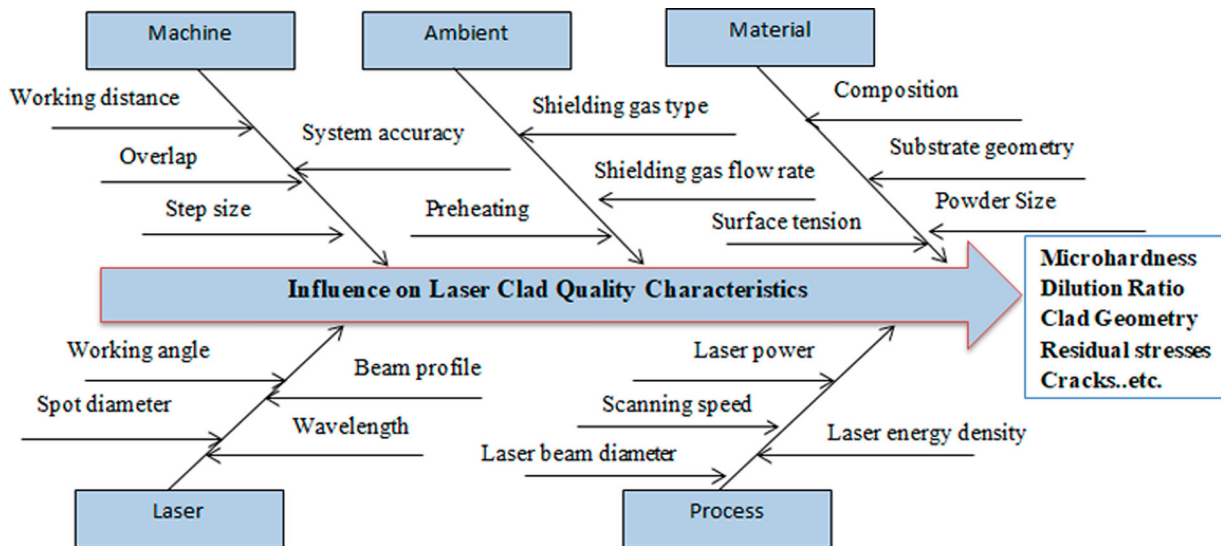 Machine
Ambient
Material
Working distance
Overlap
Step size
System accuracy
Shielding gas type
Shielding gas flow rate
Preheating
Composition
Substrate geometry
Powder Size
Surface tension
Influence on Laser Clad Quality Characteristics
Microhardness
Dilution Ratio
Clad Geometry
Residual stresses
Cracks..etc.
Working angle
Spot diameter
Beam profile
Wavelength
Laser power
Scanning speed
Laser beam diameter
Laser energy density
Laser
Process